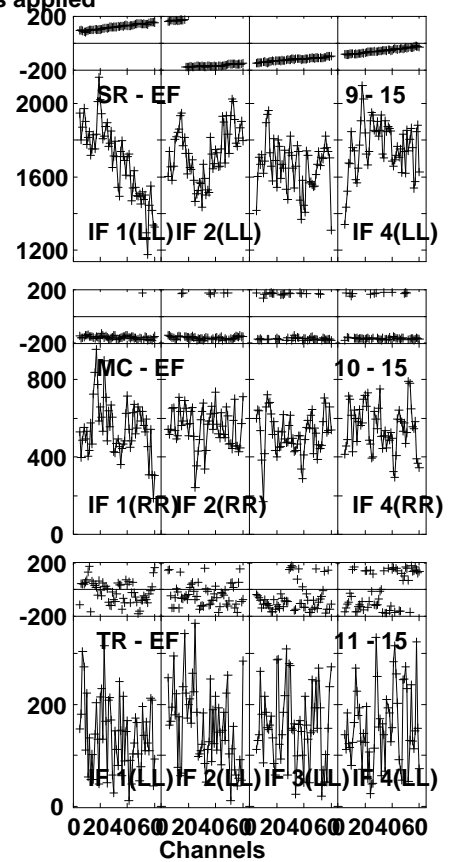 s applied
200
-200
SR - EF 9 - 15
2000
1600
IF 1(LL) IF 2(LL) IF 4(LL)
1200
200
-200
MC - EF 10 - 15
800
400
IF 1(RR) IF 2(RR) IF 4(RR)
0
200
-200
TR - EF 11 - 15
200
IF 1(LL) IF 2(LL) IF 3(LL) IF 4(LL)
0
0 20 40 60 0 20 40 60 0 20 40 60 0 20 40 60
Channels